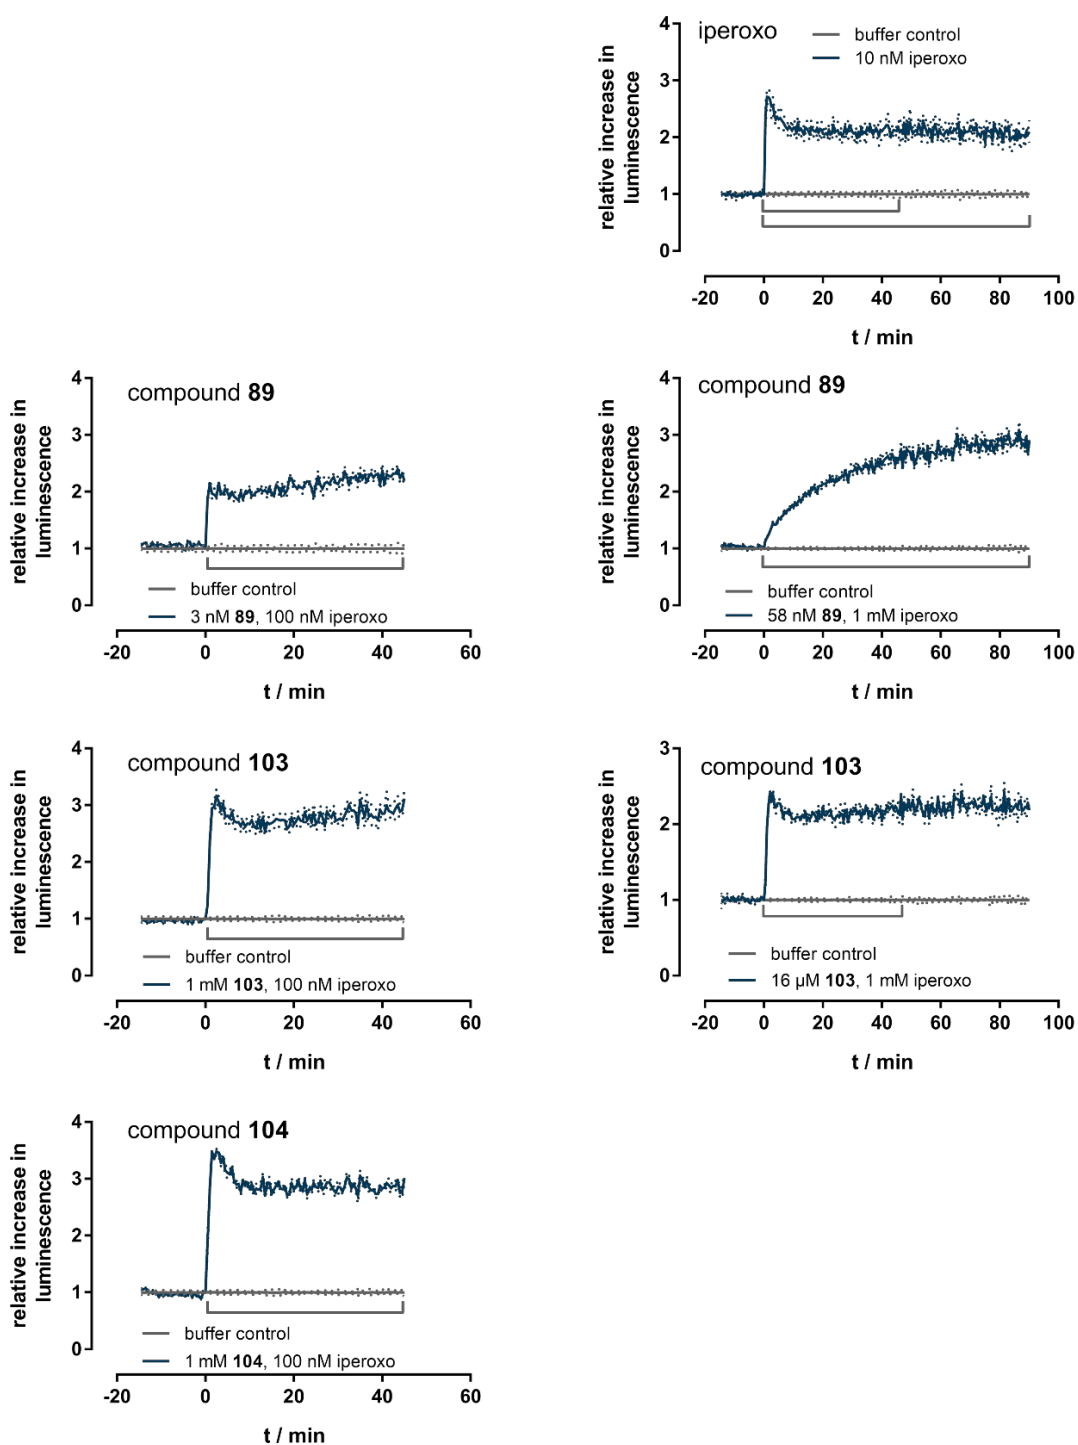 iperoxo
buffer control
10 nM iperoxo
relative increase in
luminescence
4
3
2
1
0
-20 0 20 40 60 80 100
t / min
compound 89
relative increase in
luminescence
4
3
2
1
0
buffer control
3 nM 89, 100 nM iperoxo
-20 0 20 40 60
t / min
compound 89
relative increase in
luminescence
4
3
2
1
0
buffer control
58 nM 89, 1 mM iperoxo
-20 0 20 40 60 80 100
t / min
compound 103
relative increase in
luminescence
4
3
2
1
0
buffer control
1 mM 103, 100 nM iperoxo
-20 0 20 40 60
t / min
compound 103
relative increase in
luminescence
3
2
1
0
buffer control
16 µM 103, 1 mM iperoxo
-20 0 20 40 60 80 100
t / min
compound 104
relative increase in
luminescence
4
3
2
1
0
buffer control
1 mM 104, 100 nM iperoxo
-20 0 20 40 60
t / min